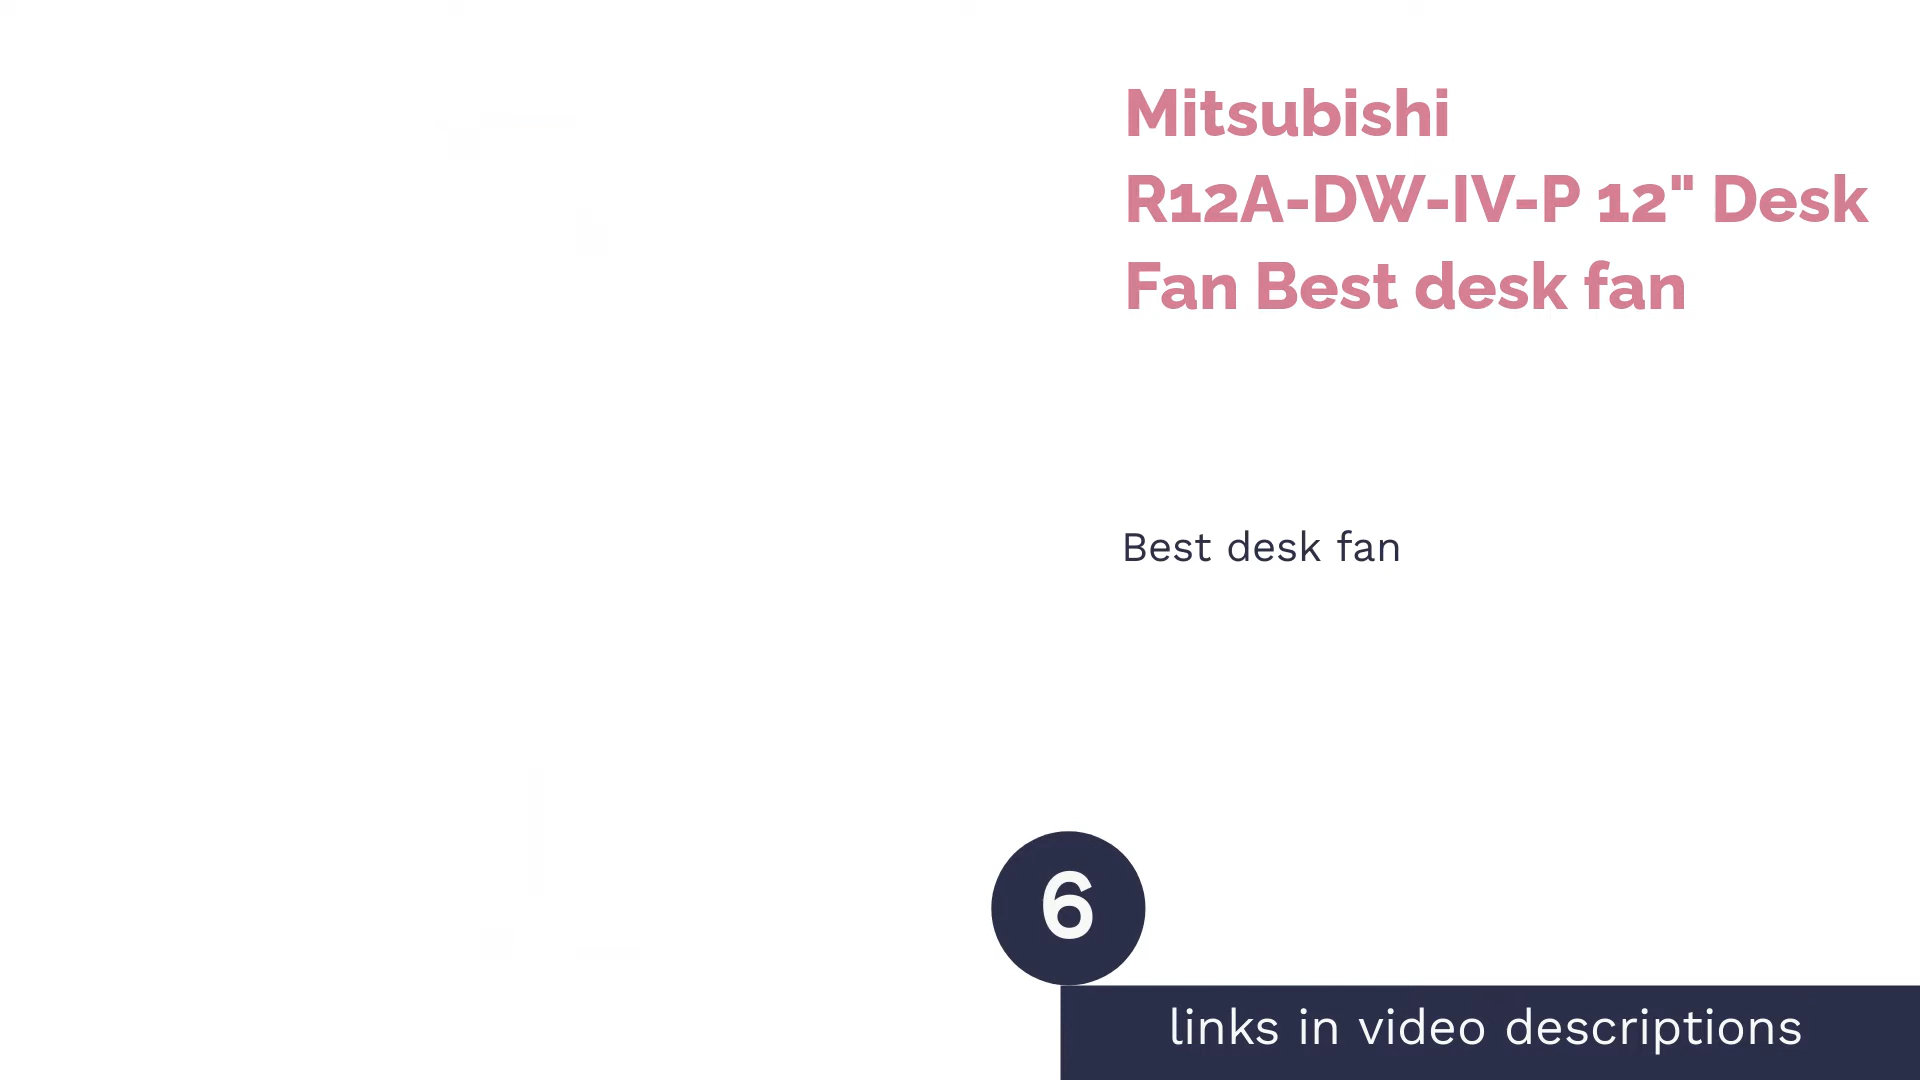 Mitsubishi
R12A-DW-IV-P 12" Desk
Fan Best desk fan
Best desk fan
6
links in video descriptions